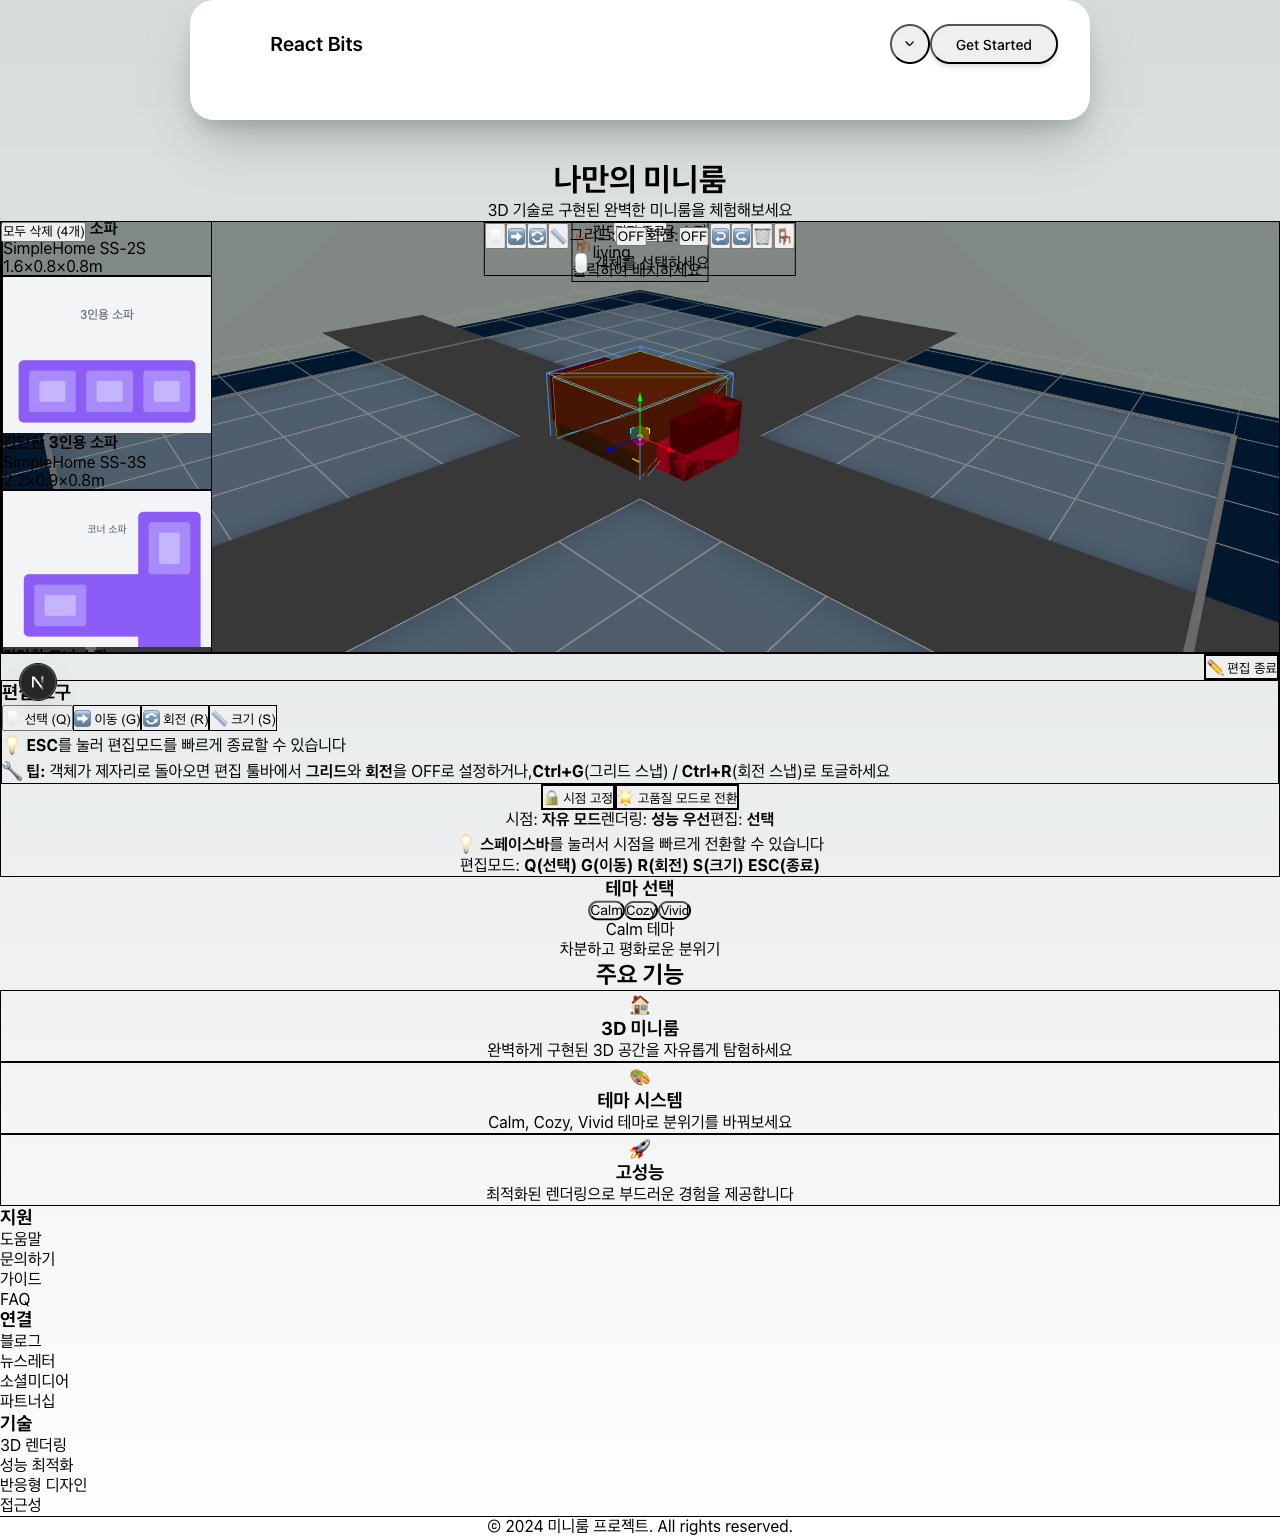 React Bits
Get Started
나만의 미니룸
3D 기술로 구현된 완벽한 미니룸을 체험해보세요
모두 삭제 (4개)
소파
SimpleHome SS-2S
1.6×0.8×0.8m
OFF
회전:
OFF
living
클릭하여 배치하세요
객체를 선택하세요
3인용 소파
간단한 3인용 소파
SimpleHome SS-3S
2.2×0.9×0.8m
코너 소파
✏️ 편집 종료
N
선택 (Q)
➡️ 이동 (G)
🔄 회전 (R)
📏 크기 (S)
💡 ESC를 눌러 편집모드를 빠르게 종료할 수 있습니다
🔧 팁: 객체가 제자리로 돌아오면 편집 툴바에서 그리드와 회전을 OFF로 설정하거나,Ctrl+G(그리드 스냅) / Ctrl+R(회전 스냅)로 토글하세요
🔒 시점 고정
🌟 고품질 모드로 전환
시점: 자유 모드렌더링: 성능 우선편집: 선택
💡 스페이스바를 눌러서 시점을 빠르게 전환할 수 있습니다
편집모드: Q(선택) G(이동) R(회전) S(크기) ESC(종료)
테마 선택
Calm
Cozy
Vivid
Calm 테마
차분하고 평화로운 분위기
주요 기능
🏠
3D 미니룸
완벽하게 구현된 3D 공간을 자유롭게 탐험하세요
🎨
테마 시스템
Calm, Cozy, Vivid 테마로 분위기를 바꿔보세요
🚀
고성능
최적화된 렌더링으로 부드러운 경험을 제공합니다
지원
도움말
문의하기
가이드
FAQ
연결
블로그
뉴스레터
소셜미디어
파트너십
기술
3D 렌더링
성능 최적화
반응형 디자인
접근성
© 2024 미니룸 프로젝트. All rights reserved.